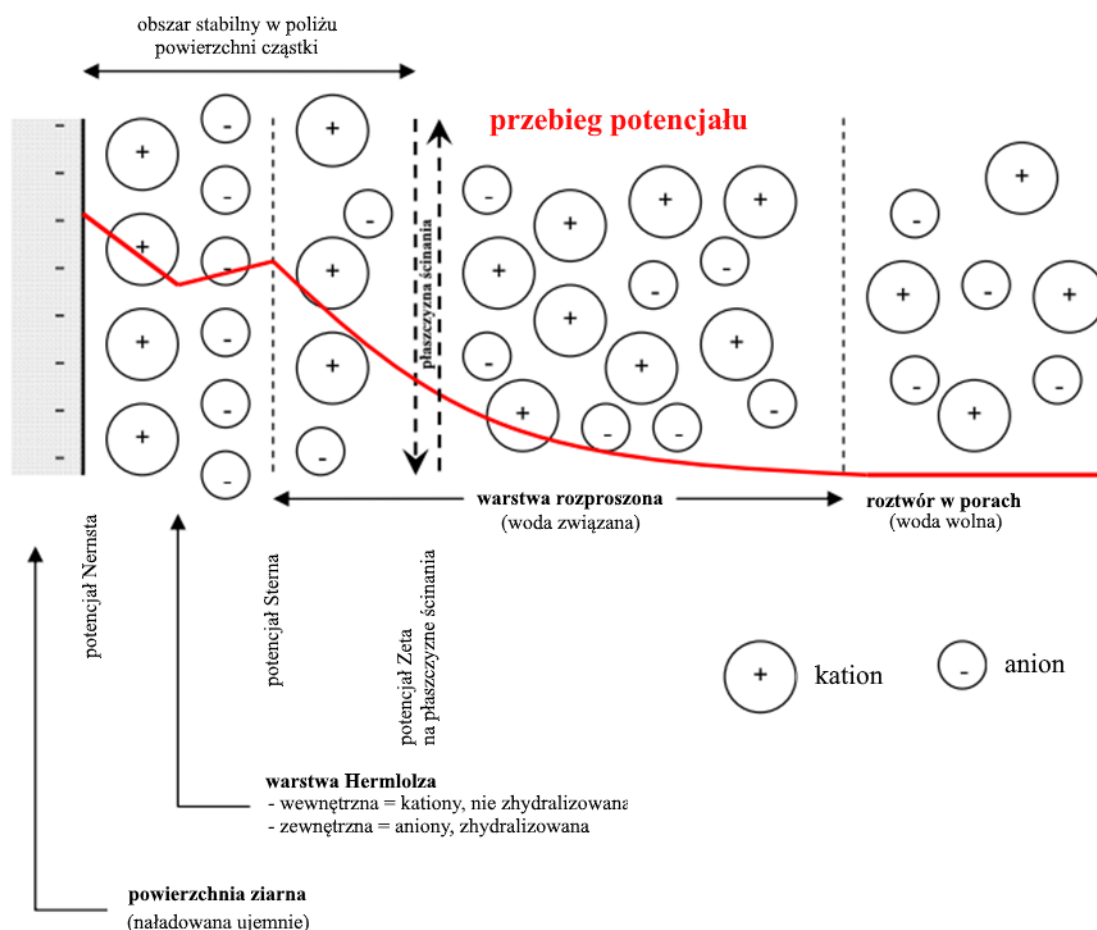 obszar stabilny w poliżu
powierzchni cząstki
przebieg potencjału
płaszczyzna ścinania
warstwa rozproszona
(woda związana)
roztwór w porach
(woda wolna)
potencjał Nernsta
potencjał Sterna
potencjał Zeta
na płaszczyzne ścinania
+ kation
- anion
warstwa Hermlolza
- wewnętrzna = kationy, nie zhydralizowana
- zewnętrzna = aniony, zhydralizowana
powierzchnia ziarna
(naładowana ujemnie)